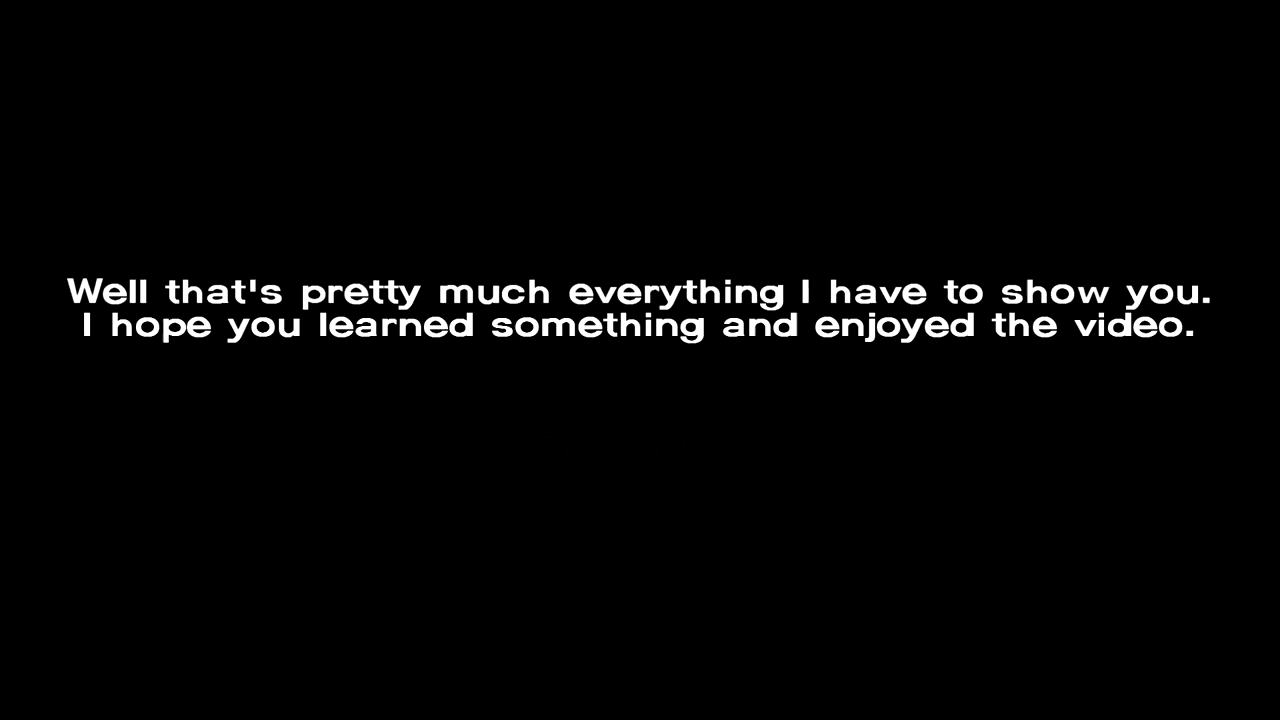 Well that's pretty much everything I have to show you.
I hope you learned something and enjoyed the video.